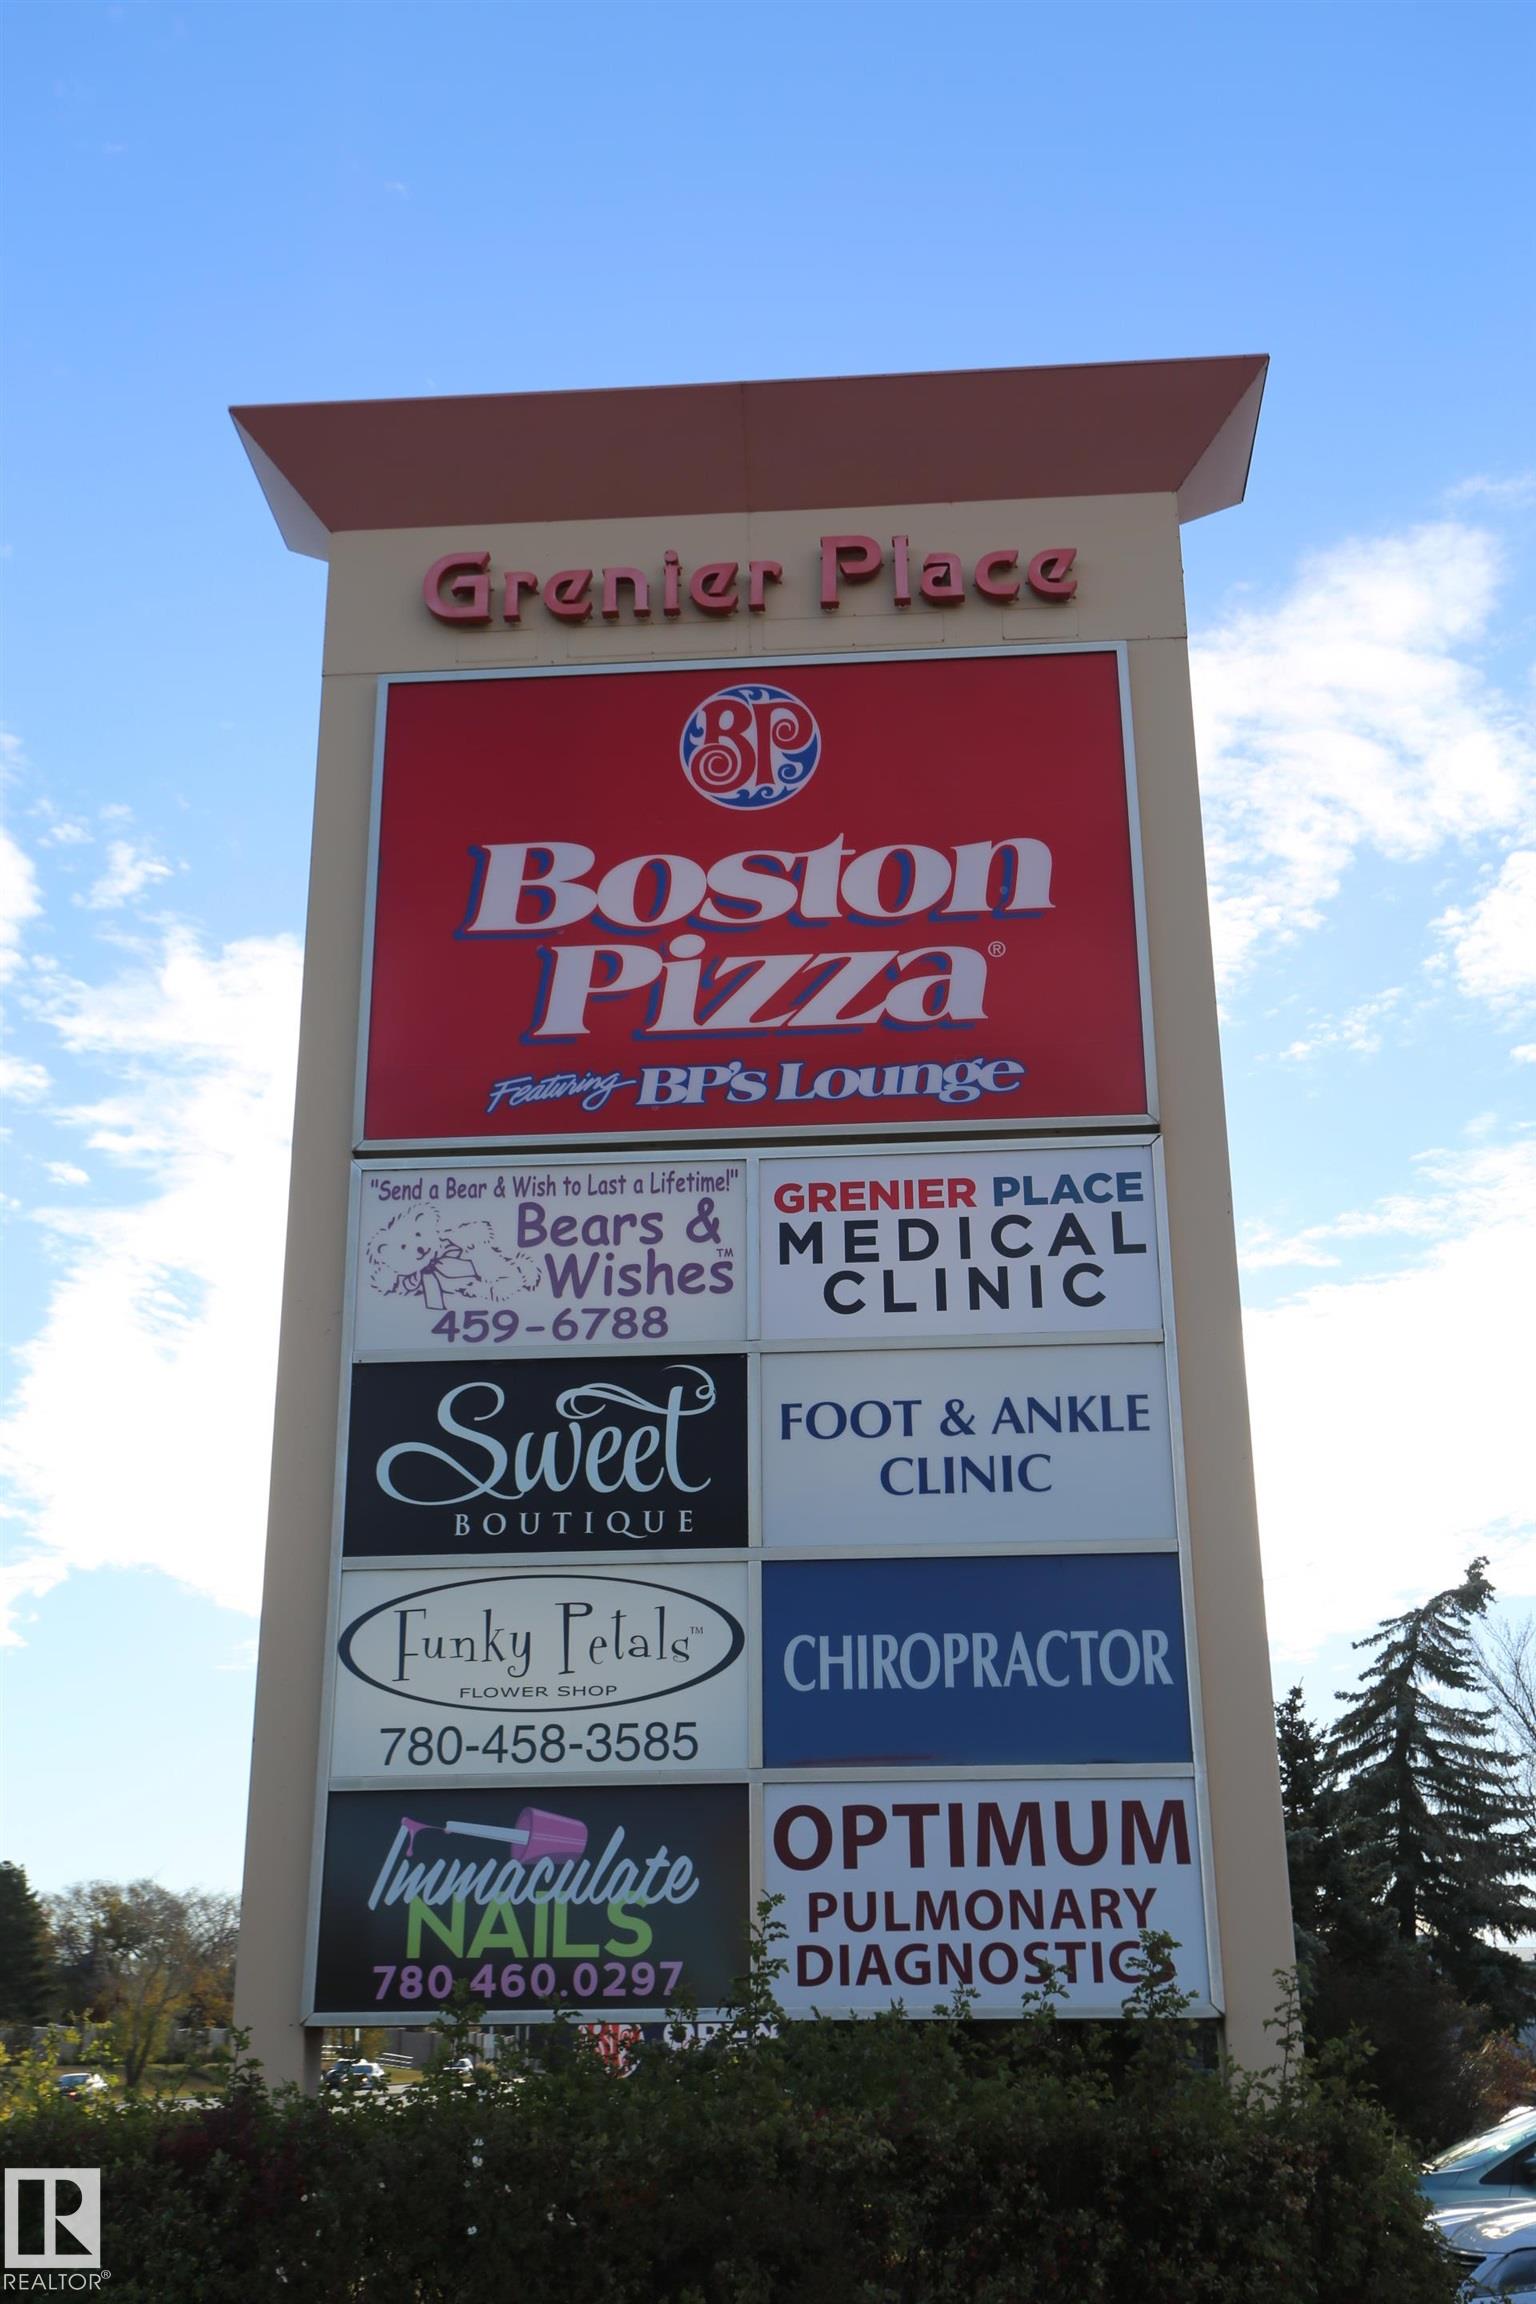 Grenier Place
BP
Boston
Pizza®
Featuring BP's Lounge
"Send a Bear & Wish to Last a Lifetime!"
Bears &
Wishes™
459-6788
GRENIER PLACE
MEDICAL
CLINIC
Sweet
BOUTIQUE
FOOT & ANKLE
CLINIC
Funky Petals™
FLOWER SHOP
780-458-3585
CHIROPRACTOR
Immaculate
NAILS
780 460.0297
OPTIMUM
PULMONARY
DIAGNOSTICS
OPEN
R
REALTOR®